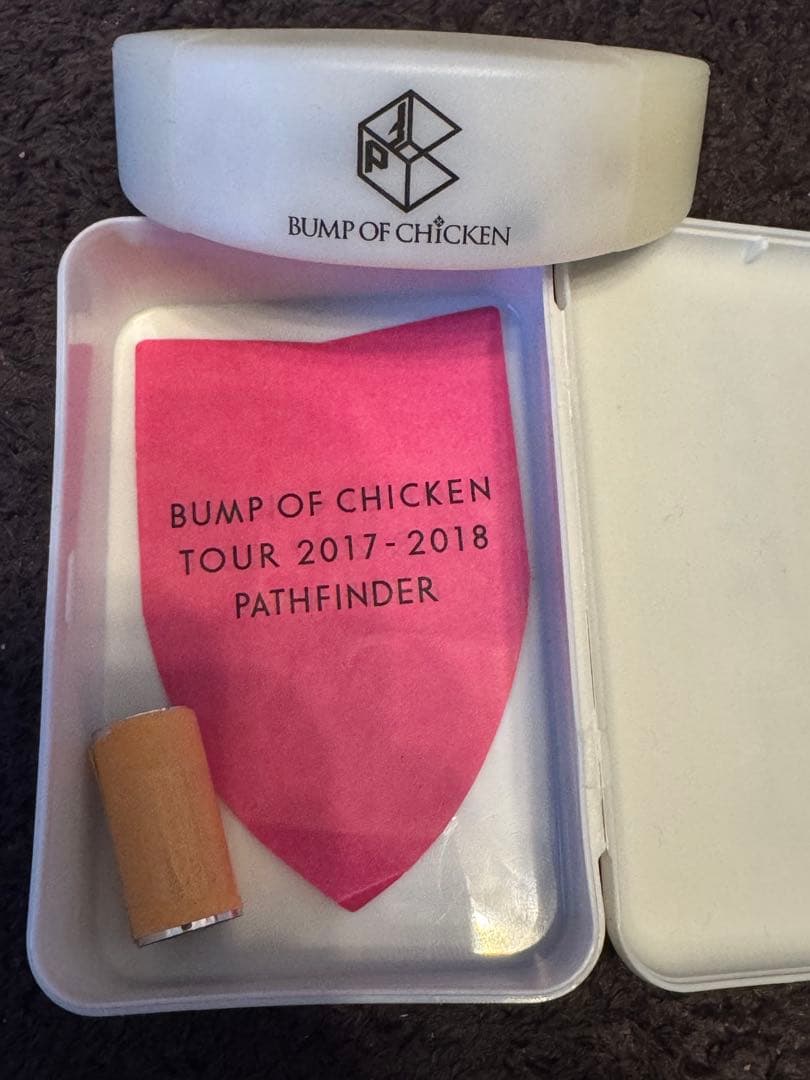 BUMP OF CHICKEN
BUMP OF CHICKEN
TOUR 2017-2018
PATHFINDER